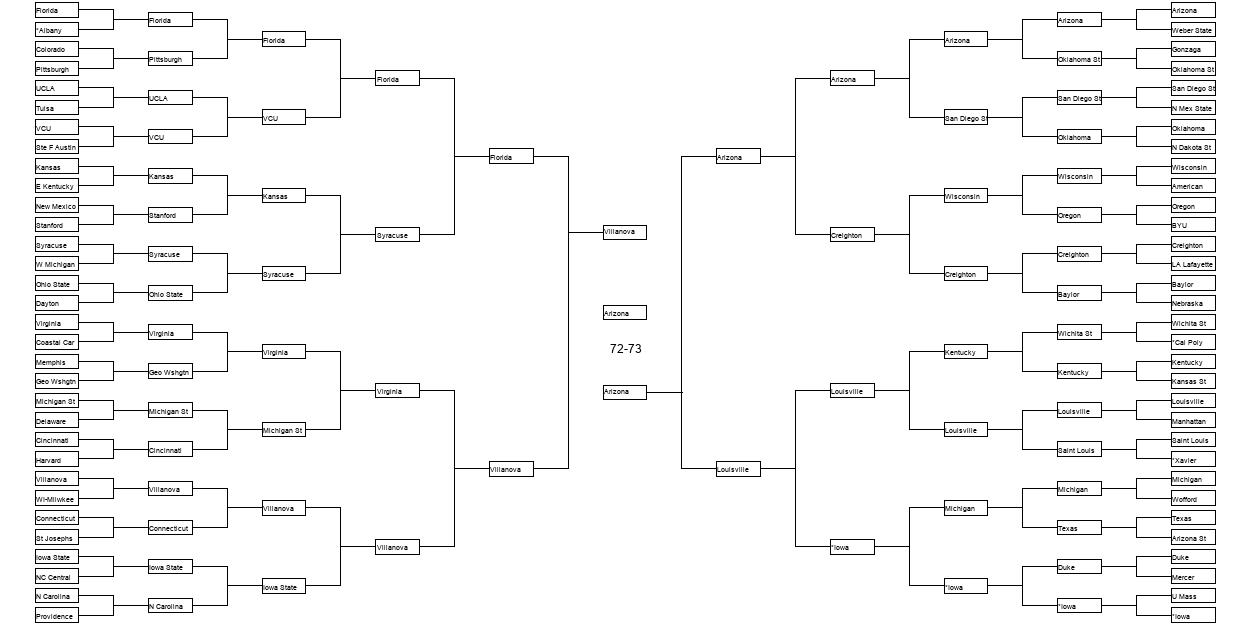 Florida
*Albany
Colorado
Pittsburgh
UCLA
Tulsa
VCU
Ste F Austin
Kansas
E Kentucky
New Mexico
Stanford
Syracuse
W Michigan
Ohio State
Dayton
Virginia
Coastal Car
Memphis
Geo Wshgtn
Michigan St
Delaware
Cincinnati
Harvard
Villanova
WI-Milwkee
Connecticut
St Josephs
Iowa State
NC Central
N Carolina
Providence
Florida
Pittsburgh
UCLA
VCU
Kansas
Stanford
Syracuse
Ohio State
Virginia
Geo Wshgtn
Michigan St
Cincinnati
Villanova
Connecticut
Iowa State
N Carolina
Florida
VCU
Kansas
Syracuse
Virginia
Michigan St
Villanova
Iowa State
Florida
Syracuse
Virginia
Villanova
Florida
Villanova
Villanova
Arizona
72-73
Arizona
Arizona
Louisville
Arizona
Creighton
Louisville
*Iowa
Arizona
San Diego St
Wisconsin
Creighton
Kentucky
Louisville
Michigan
*Iowa
Arizona
Oklahoma St
San Diego St
Oklahoma
Wisconsin
Oregon
Creighton
Baylor
Wichita St
Kentucky
Louisville
Saint Louis
Michigan
Texas
Duke
*Iowa
Arizona
Weber State
Gonzaga
Oklahoma St
San Diego St
N Mex State
Oklahoma
N Dakota St
Wisconsin
American
Oregon
BYU
Creighton
LA Lafayette
Baylor
Nebraska
Wichita St
*Cal Poly
Kentucky
Kansas St
Louisville
Manhattan
Saint Louis
*Xavier
Michigan
Wofford
Texas
Arizona St
Duke
Mercer
U Mass
*Iowa